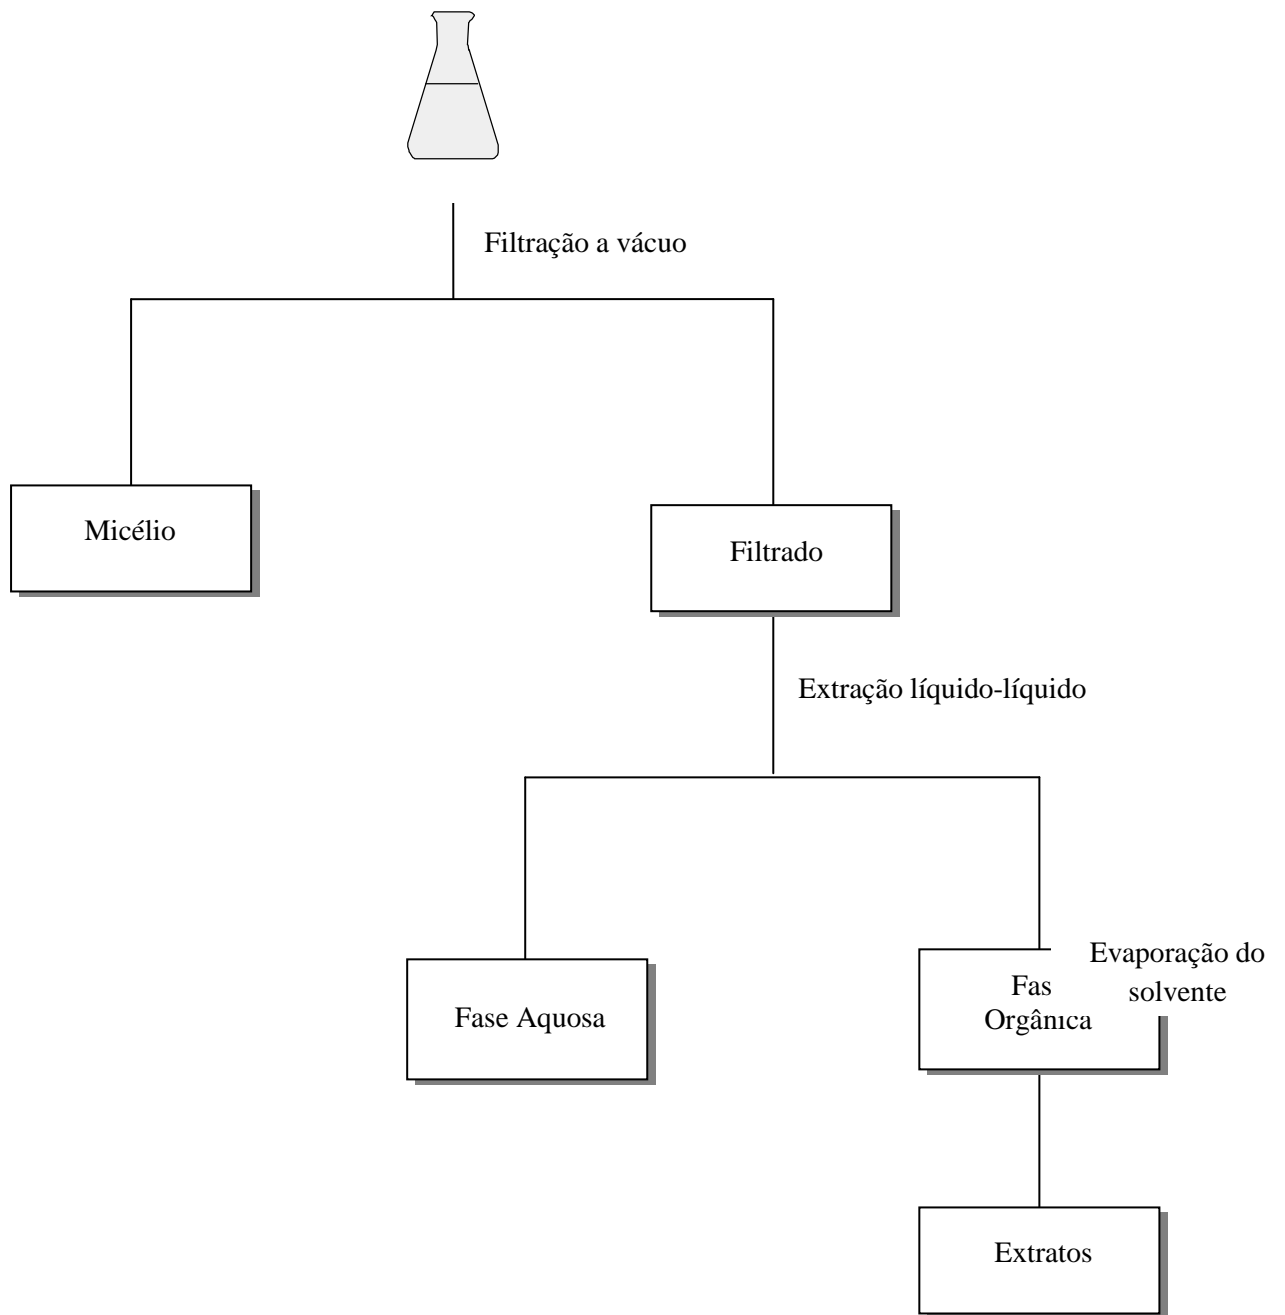 Filtração a vácuo
Micélio
Filtrado
Extração líquido-líquido
Fase Aquosa
Fas
Orgânica
Evaporação do
solvente
Extratos